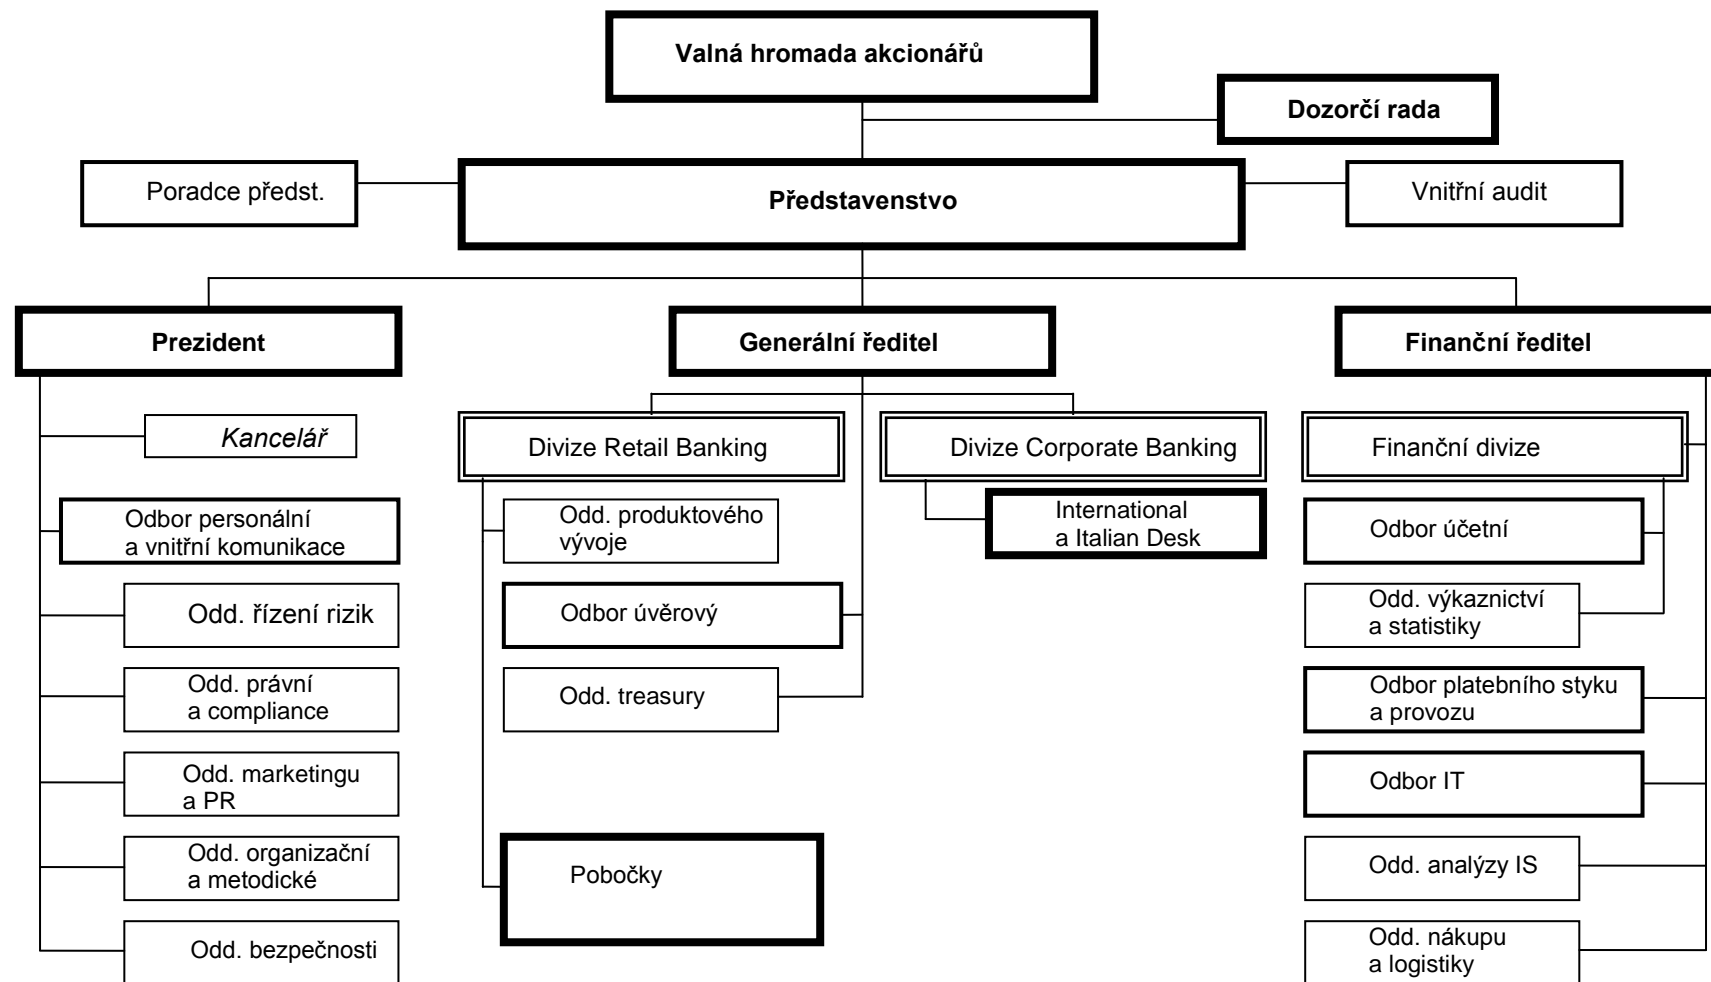 Valná hromada akcionářů
Dozorčí rada
Poradce předst.
Představenstvo
Vnitřní audit
Prezident
Generální ředitel
Finanční ředitel
Kancelář
Odbor personální
a vnitřní komunikace
Odd. řízení rizik
Odd. právní
a compliance
Odd. marketingu
a PR
Odd. organizační
a metodické
Odd. bezpečnosti
Divize Retail Banking
Odd. produktového
vývoje
Odbor úvěrový
Odd. treasury
Pobočky
Divize Corporate Banking
International
a Italian Desk
Finanční divize
Odbor účetní
Odd. výkaznictví
a statistiky
Odbor platebního styku
a provozu
Odbor IT
Odd. analýzy IS
Odd. nákupu
a logistiky